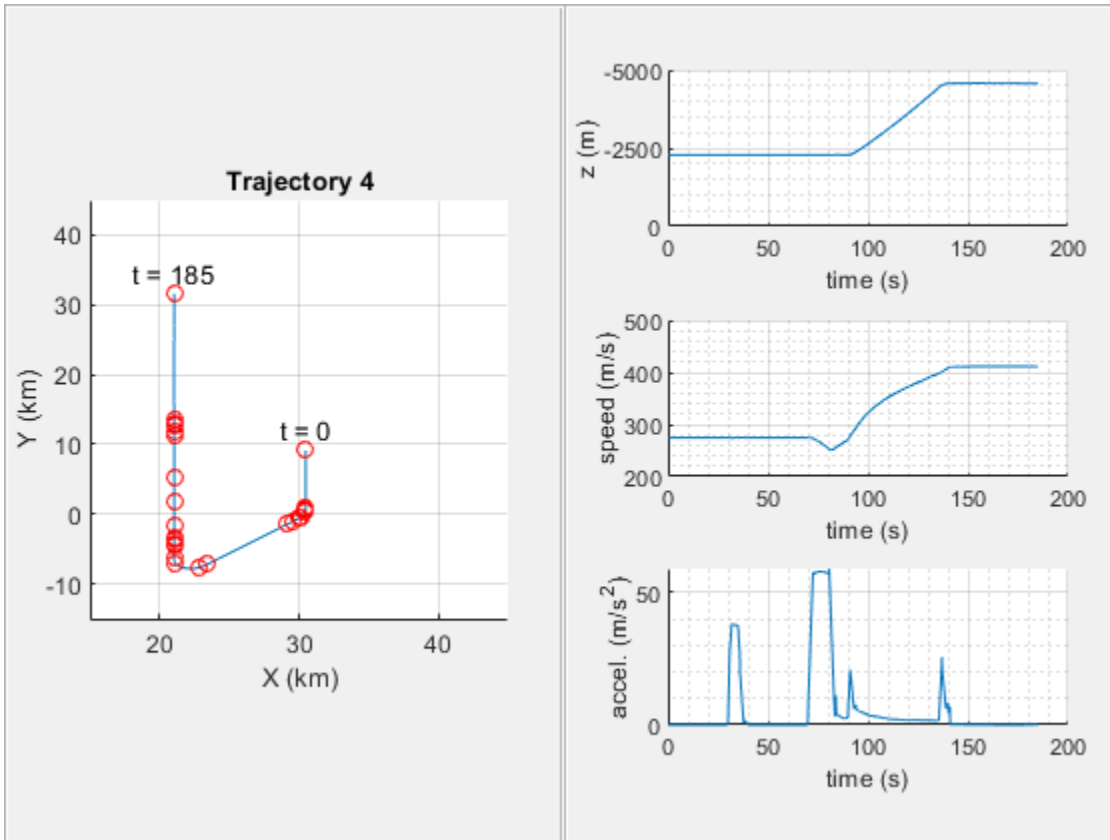 Trajectory 4
40
30
20
10
0
-10
Y (km)
t = 185
t = 0
20 30 40
X (km)
-5000
-2500
0
z (m)
0 50 100 150 200
time (s)
500
400
300
200
speed (m/s)
0 50 100 150 200
time (s)
50
0
accel. (m/s²)
0 50 100 150 200
time (s)